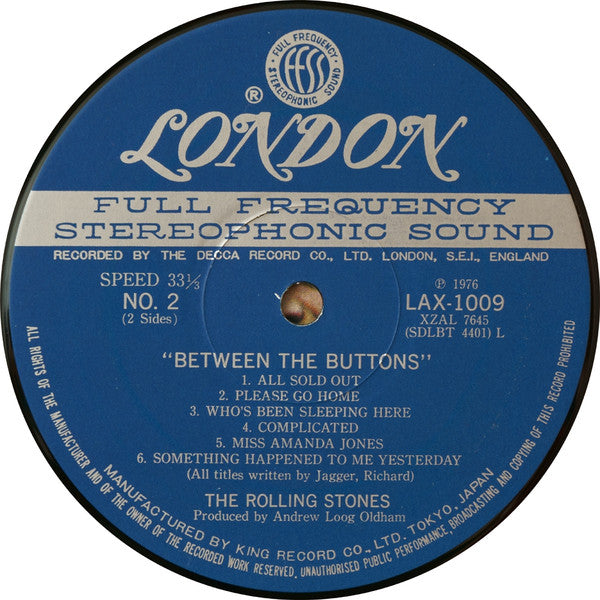 FULL FREQUENCY
ffss
STEREOPHONIC SOUND
®
LONDON
FULL FREQUENCY
STEREOPHONIC SOUND
RECORDED BY THE DECCA RECORD CO., LTD. LONDON, S.E.I., ENGLAND
SPEED 33⅓
NO. 2
(2 Sides)
℗ 1976
LAX-1009
XZAL 7645
(SDLBT 4401) L
"BETWEEN THE BUTTONS"
1. ALL SOLD OUT
2. PLEASE GO HOME
3. WHO'S BEEN SLEEPING HERE
4. COMPLICATED
5. MISS AMANDA JONES
6. SOMETHING HAPPENED TO ME YESTERDAY
(All titles written by Jagger, Richard)
THE ROLLING STONES
Produced by Andrew Loog Oldham
MANUFACTURED BY KING RECORD CO., LTD. TOKYO, JAPAN
ALL RIGHTS OF THE MANUFACTURER AND OF THE OWNER OF THE RECORDED WORK RESERVED. UNAUTHORISED PUBLIC PERFORMANCE, BROADCASTING AND COPYING OF THIS RECORD PROHIBITED